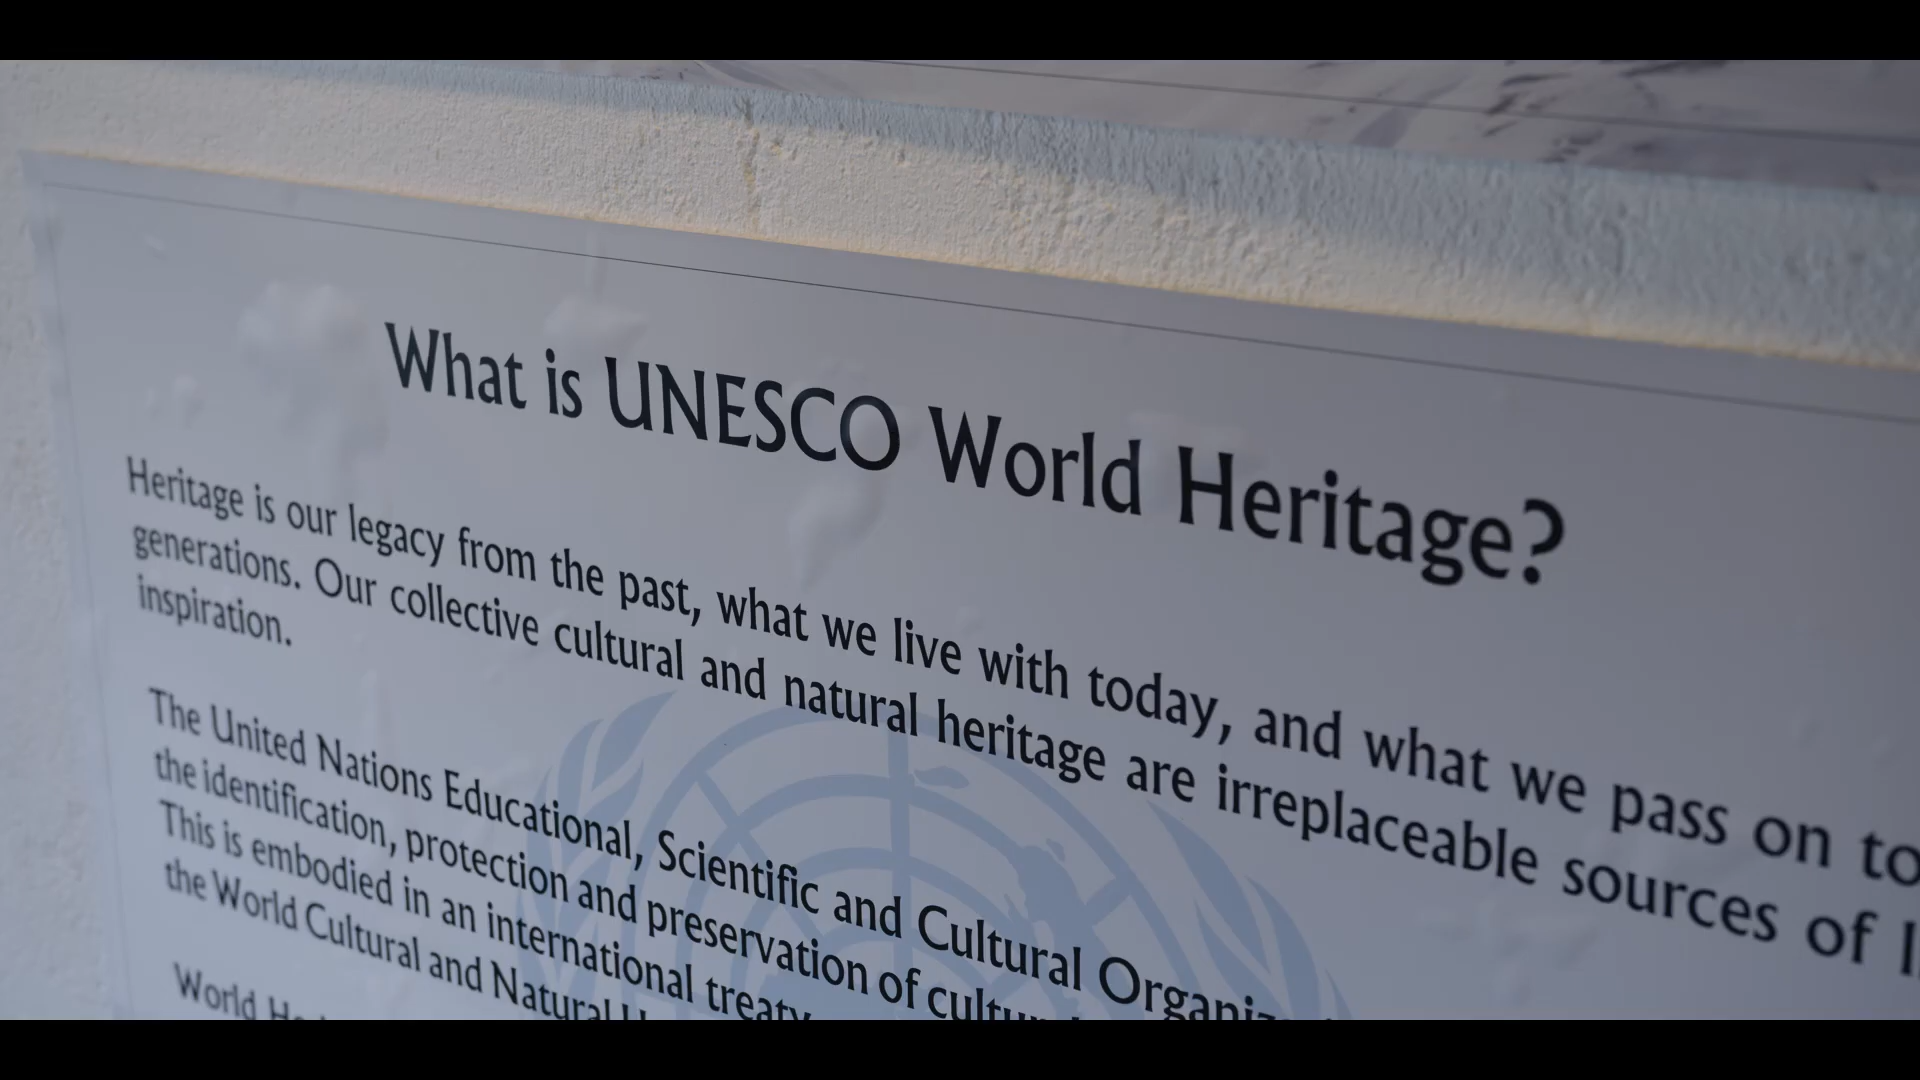 What is UNESCO World Heritage?
Heritage is our legacy from the past, what we live with today, and what we pass on to
generations. Our collective cultural and natural heritage are irreplaceable sources of
inspiration.
The United Nations Educational, Scientific and Cultural
the identification, protection and preservation of
This is embodied in an international treaty
the World Cultural and Natural
World